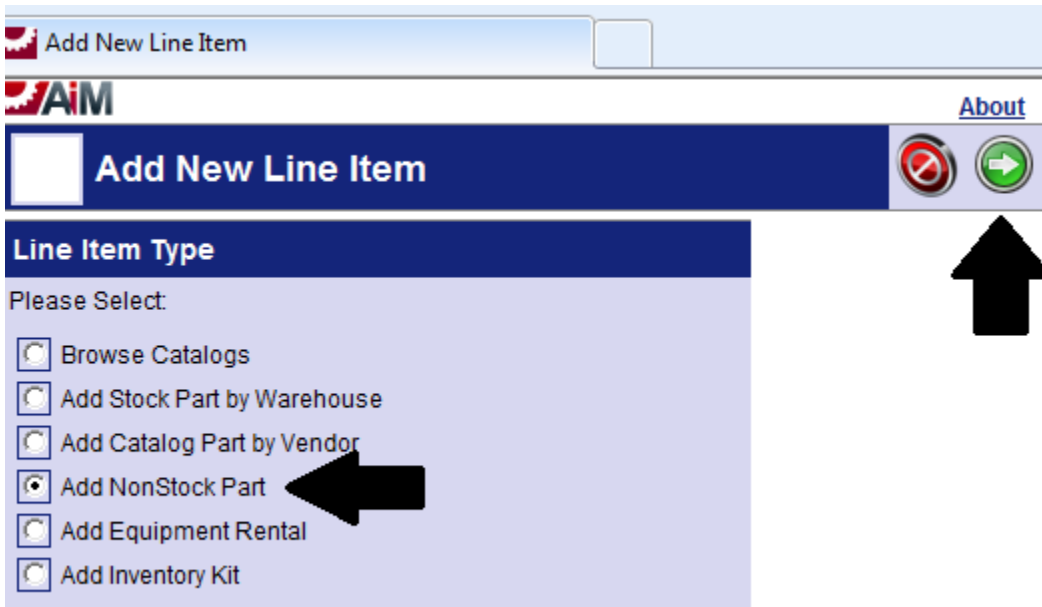 Add New Line Item
AiM
About
Add New Line Item
Line Item Type
Please Select:
Browse Catalogs
Add Stock Part by Warehouse
Add Catalog Part by Vendor
Add NonStock Part
Add Equipment Rental
Add Inventory Kit